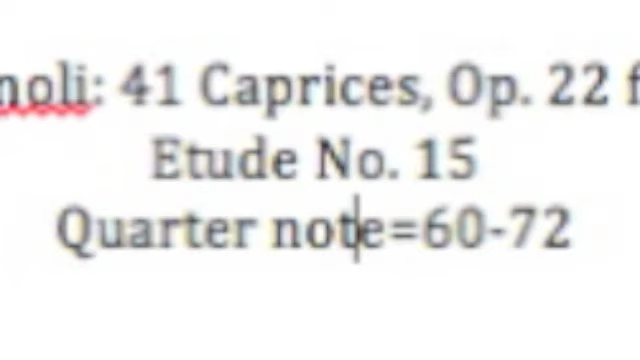 noli: 41 Caprices, Op. 22 f
Etude No. 15
Quarter note=60-72